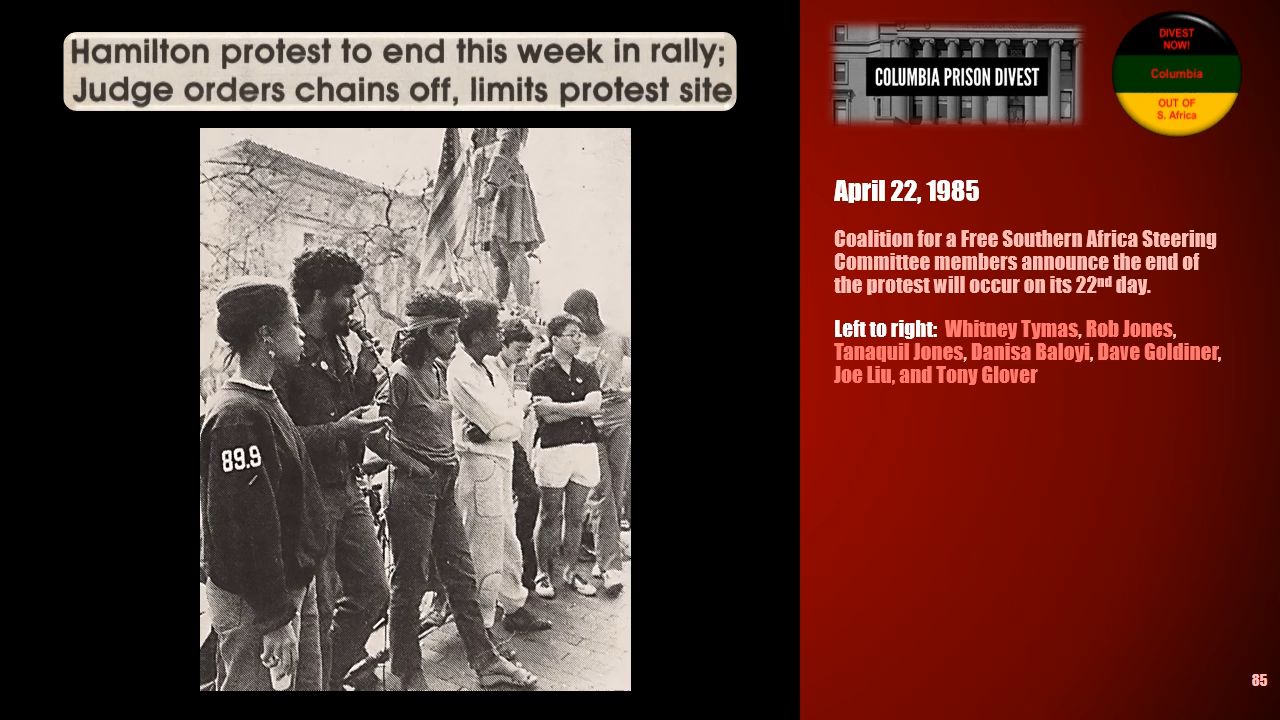 Hamilton protest to end this week in rally;
Judge orders chains off, limits protest site
89.9
COLUMBIA PRISON DIVEST
DIVEST
NOW!
Columbia
OUT OF
S. Africa
April 22, 1985
Coalition for a Free Southern Africa Steering
Committee members announce the end of
the protest will occur on its 22nd day.
Left to right: Whitney Tymas, Rob Jones,
Tanaquil Jones, Danisa Baloyi, Dave Goldiner,
Joe Liu, and Tony Glover
85